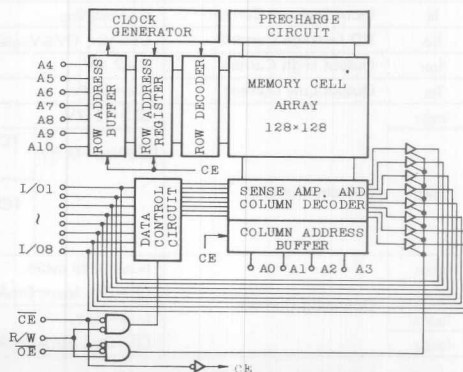 CLOCK
GENERATOR
PRECHARGE
CIRCUIT
A4
A5
A6
A7
A8
A9
A10
ROW ADDRESS
BUFFER
ROW ADDRESS
REGISTER
ROW DECODER
MEMORY CELL
ARRAY
128×128
CE
I/O1
~
I/O8
DATA
CONTROL
CIRCUIT
SENSE AMP. AND
COLUMN DECODER
COLUMN ADDRESS
BUFFER
CE
A0 A1 A2 A3
CE
R/W
OE
CE